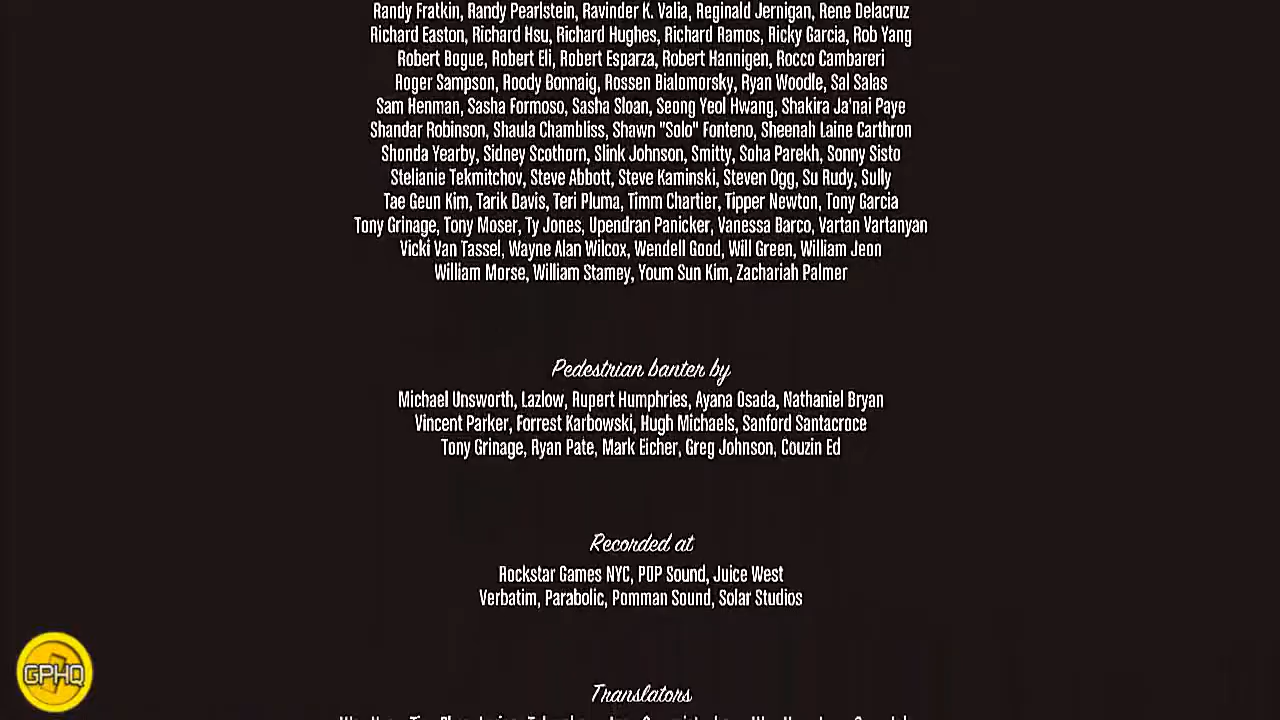 Randy Fratkin, Randy Pearlstein, Ravinder K. Valia, Reginald Jernigan, Rene Delacruz
Richard Easton, Richard Hsu, Richard Hughes, Richard Ramos, Ricky Garcia, Rob Yang
Robert Bogue, Robert Eli, Robert Esparza, Robert Hannigen, Rocco Cambareri
Roger Sampson, Roody Bonnaig, Rossen Bialomorsky, Ryan Woodle, Sal Salas
Sam Henman, Sasha Formoso, Sasha Sloan, Seong Yeol Hwang, Shakira Ja'nai Paye
Shandar Robinson, Shaula Chambliss, Shawn "Solo" Fonteno, Sheenah Laine Carthron
Shonda Yearby, Sidney Scothorn, Slink Johnson, Smitty, Soha Parekh, Sonny Sisto
Stelianie Tekmitchov, Steve Abbott, Steve Kaminski, Steven Ogg, Su Rudy, Sully
Tae Geun Kim, Tarik Davis, Teri Pluma, Timm Chartier, Tipper Newton, Tony Garcia
Tony Grinage, Tony Moser, Ty Jones, Upendran Panicker, Vanessa Barco, Vartan Vartanyan
Vicki Van Tassel, Wayne Alan Wilcox, Wendell Good, Will Green, William Jeon
William Morse, William Stamey, Youm Sun Kim, Zachariah Palmer
Pedestrian banter by
Michael Unsworth, Lazlow, Rupert Humphries, Ayana Osada, Nathaniel Bryan
Vincent Parker, Forrest Karbowski, Hugh Michaels, Sanford Santacroce
Tony Grinage, Ryan Pate, Mark Eicher, Greg Johnson, Couzin Ed
Recorded at
Rockstar Games NYC, POP Sound, Juice West
Verbatim, Parabolic, Pomman Sound, Solar Studios
GPHQ
Translators